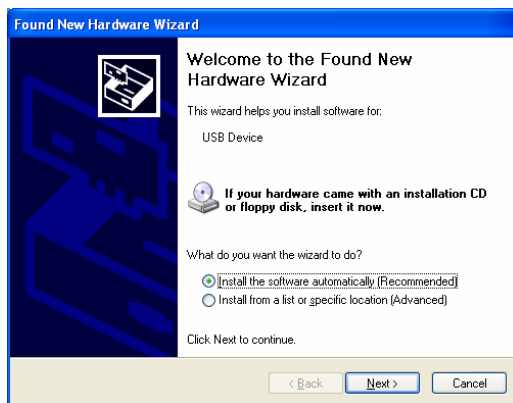 Found New Hardware Wizard
Welcome to the Found New
Hardware Wizard
This wizard helps you install software for:
USB Device
If your hardware came with an installation CD
or floppy disk, insert it now.
What do you want the wizard to do?
Install the software automatically (Recommended)
Install from a list or specific location (Advanced)
Click Next to continue.
< Back Next > Cancel